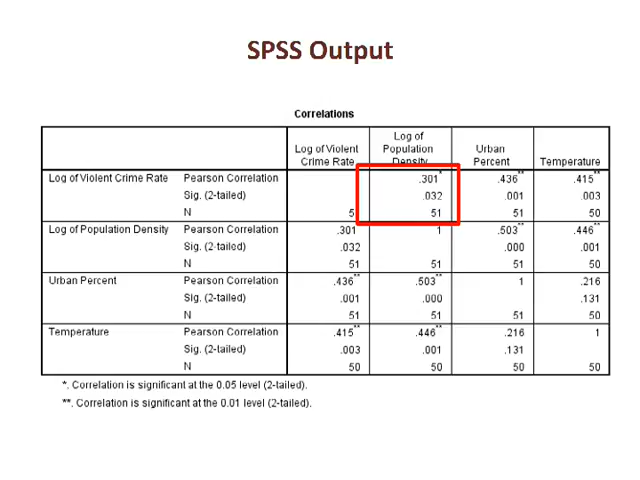 SPSS Output
Correlations
Log of Violent Crime Rate Log of Population Density Urban Percent Temperature
Log of Violent Crime Rate Pearson Correlation .301* .436** .415**
Sig. (2-tailed) .032 .001 .003
N 5 51 51 50
Log of Population Density Pearson Correlation .301 1 .503** .446**
Sig. (2-tailed) .032 .000 .001
N 51 51 51 50
Urban Percent Pearson Correlation .436** .503** 1 .216
Sig. (2-tailed) .001 .000 .131
N 51 51 51 50
Temperature Pearson Correlation .415** .446** .216 1
Sig. (2-tailed) .003 .001 .131
N 50 50 50 50
*. Correlation is significant at the 0.05 level (2-tailed).
**. Correlation is significant at the 0.01 level (2-tailed).